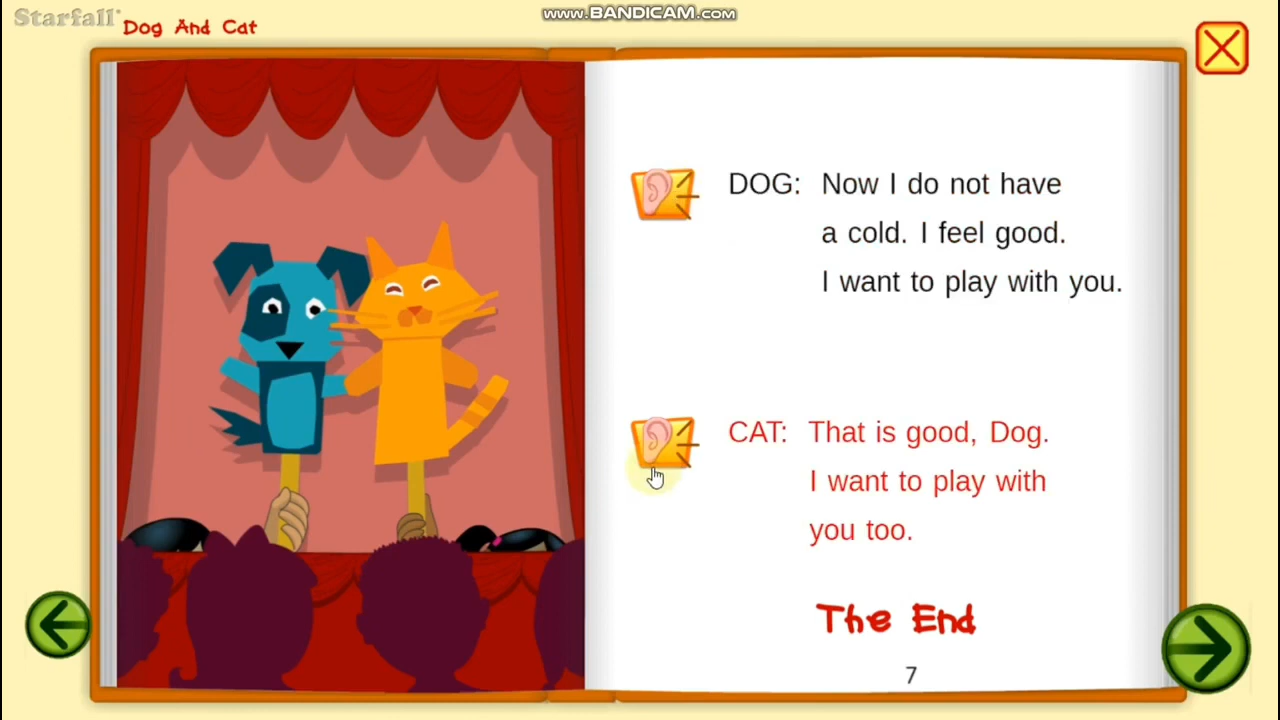 www.BANDICAM.com
Starfall
Dog And Cat
DOG: Now I do not have
a cold. I feel good.
I want to play with you.
CAT: That is good, Dog.
I want to play with
you too.
The End
7